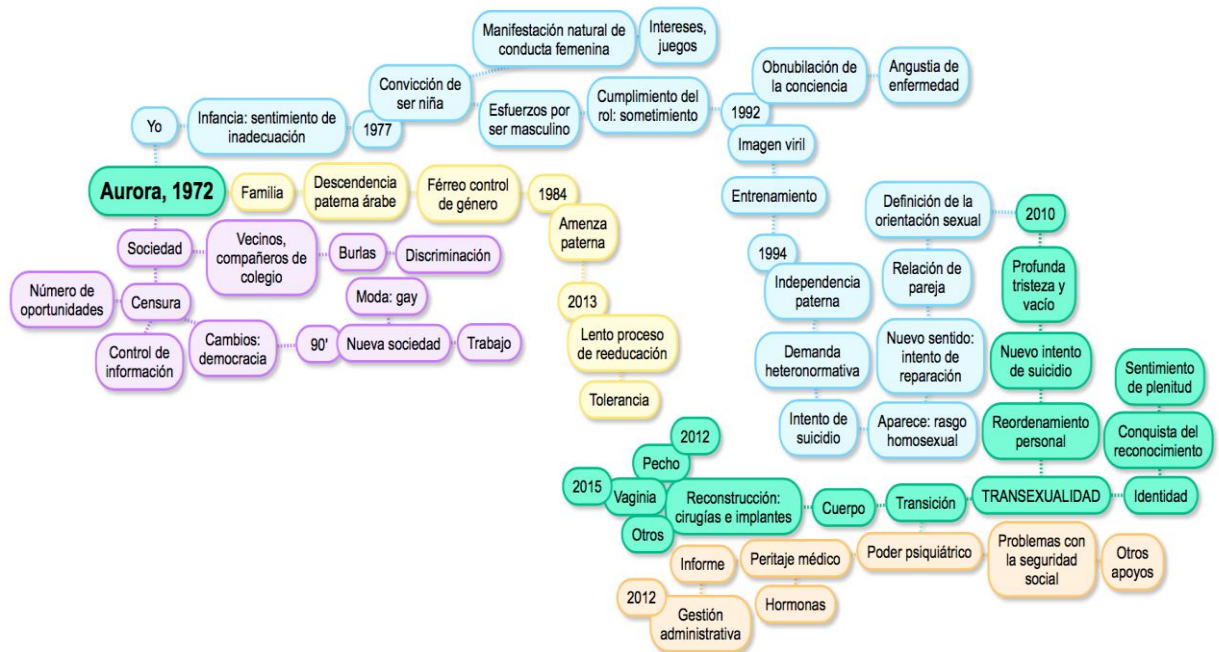 Manifestación natural de
conducta femenina
Intereses,
juegos
Obnubilación de
la conciencia
Angustia de
enfermedad
Convicción de
ser niña
Yo
Infancia: sentimiento de
inadecuación
1977
Esfuerzos por
ser masculino
Cumplimiento del
rol: sometimiento
1992
Imagen viril
Entrenamiento
1994
Independencia
paterna
Demanda
heteronormativa
Intento de
suicidio
Aparece: rasgo
homosexual
Nuevo sentido:
intento de
reparación
Relación de
pareja
Definición de la
orientación sexual
2010
Profunda
tristeza y
vacío
Nuevo intento
de suicidio
Reordenamiento
personal
TRANSEXUALIDAD
Identidad
Conquista del
reconocimiento
Sentimiento
de plenitud
Transición
Cuerpo
Reconstrucción:
cirugías e implantes
Pecho
2012
Vaginia
2015
Otros
Aurora, 1972
Familia
Descendencia
paterna árabe
Férreo control
de género
1984
Amenza
paterna
2013
Lento proceso
de reeducación
Tolerancia
Sociedad
Vecinos,
compañeros de
colegio
Burlas
Discriminación
Censura
Número de
oportunidades
Control de
información
Cambios:
democracia
90'
Nueva sociedad
Moda: gay
Trabajo
Poder psiquiátrico
Problemas con
la seguridad
social
Otros
apoyos
Peritaje médico
Hormonas
Informe
Gestión
administrativa
2012